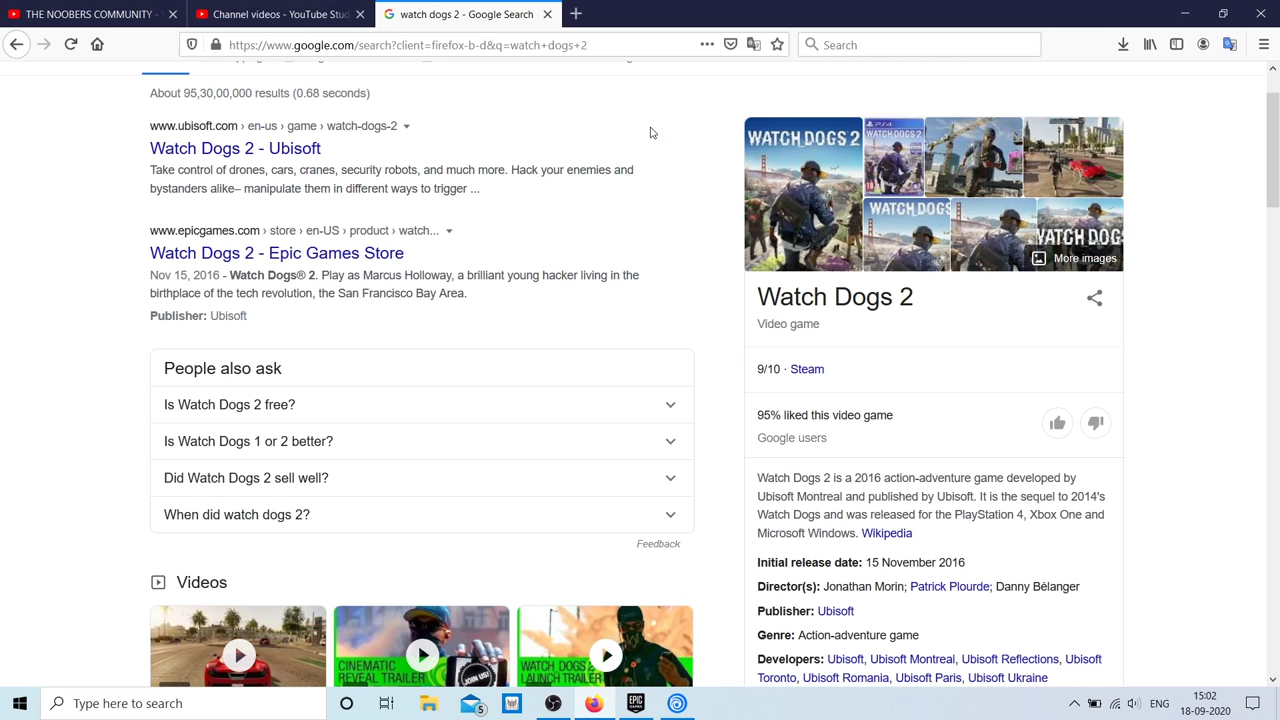 THE NOOBERS COMMUNITY -
Channel videos - YouTube Stu
watch dogs 2 - Google Search
https://www.google.com/search?client=firefox-b-d&q=watch+dogs+2
Search
About 95,30,00,000 results (0.68 seconds)
www.ubisoft.com › en-us › game › watch-dogs-2
Watch Dogs 2 - Ubisoft
Take control of drones, cars, cranes, security robots, and much more. Hack your enemies and
bystanders alike– manipulate them in different ways to trigger ...
www.epicgames.com › store › en-US › product › watch...
Watch Dogs 2 - Epic Games Store
Nov 15, 2016 - Watch Dogs® 2. Play as Marcus Holloway, a brilliant young hacker living in the
birthplace of the tech revolution, the San Francisco Bay Area.
Publisher: Ubisoft
People also ask
Is Watch Dogs 2 free?
Is Watch Dogs 1 or 2 better?
Did Watch Dogs 2 sell well?
When did watch dogs 2?
Feedback
Videos
CINEMATIC
REVEAL TRAILER
JOIN US!
WATCH DOGS 2
LAUNCH TRAILER
WATCH DOGS 2
PS4
WATCH DOGS 2
WATCH DOGS
WATCH DOG
More images
Watch Dogs 2
Video game
9/10 · Steam
95% liked this video game
Google users
Watch Dogs 2 is a 2016 action-adventure game developed by
Ubisoft Montreal and published by Ubisoft. It is the sequel to 2014's
Watch Dogs and was released for the PlayStation 4, Xbox One and
Microsoft Windows. Wikipedia
Initial release date: 15 November 2016
Director(s): Jonathan Morin; Patrick Plourde; Danny Bélanger
Publisher: Ubisoft
Genre: Action-adventure game
Developers: Ubisoft, Ubisoft Montreal, Ubisoft Reflections, Ubisoft
Toronto, Ubisoft Romania, Ubisoft Paris, Ubisoft Ukraine
Type here to search
5
EPIC
GAMES
ENG
15:02
18-09-2020